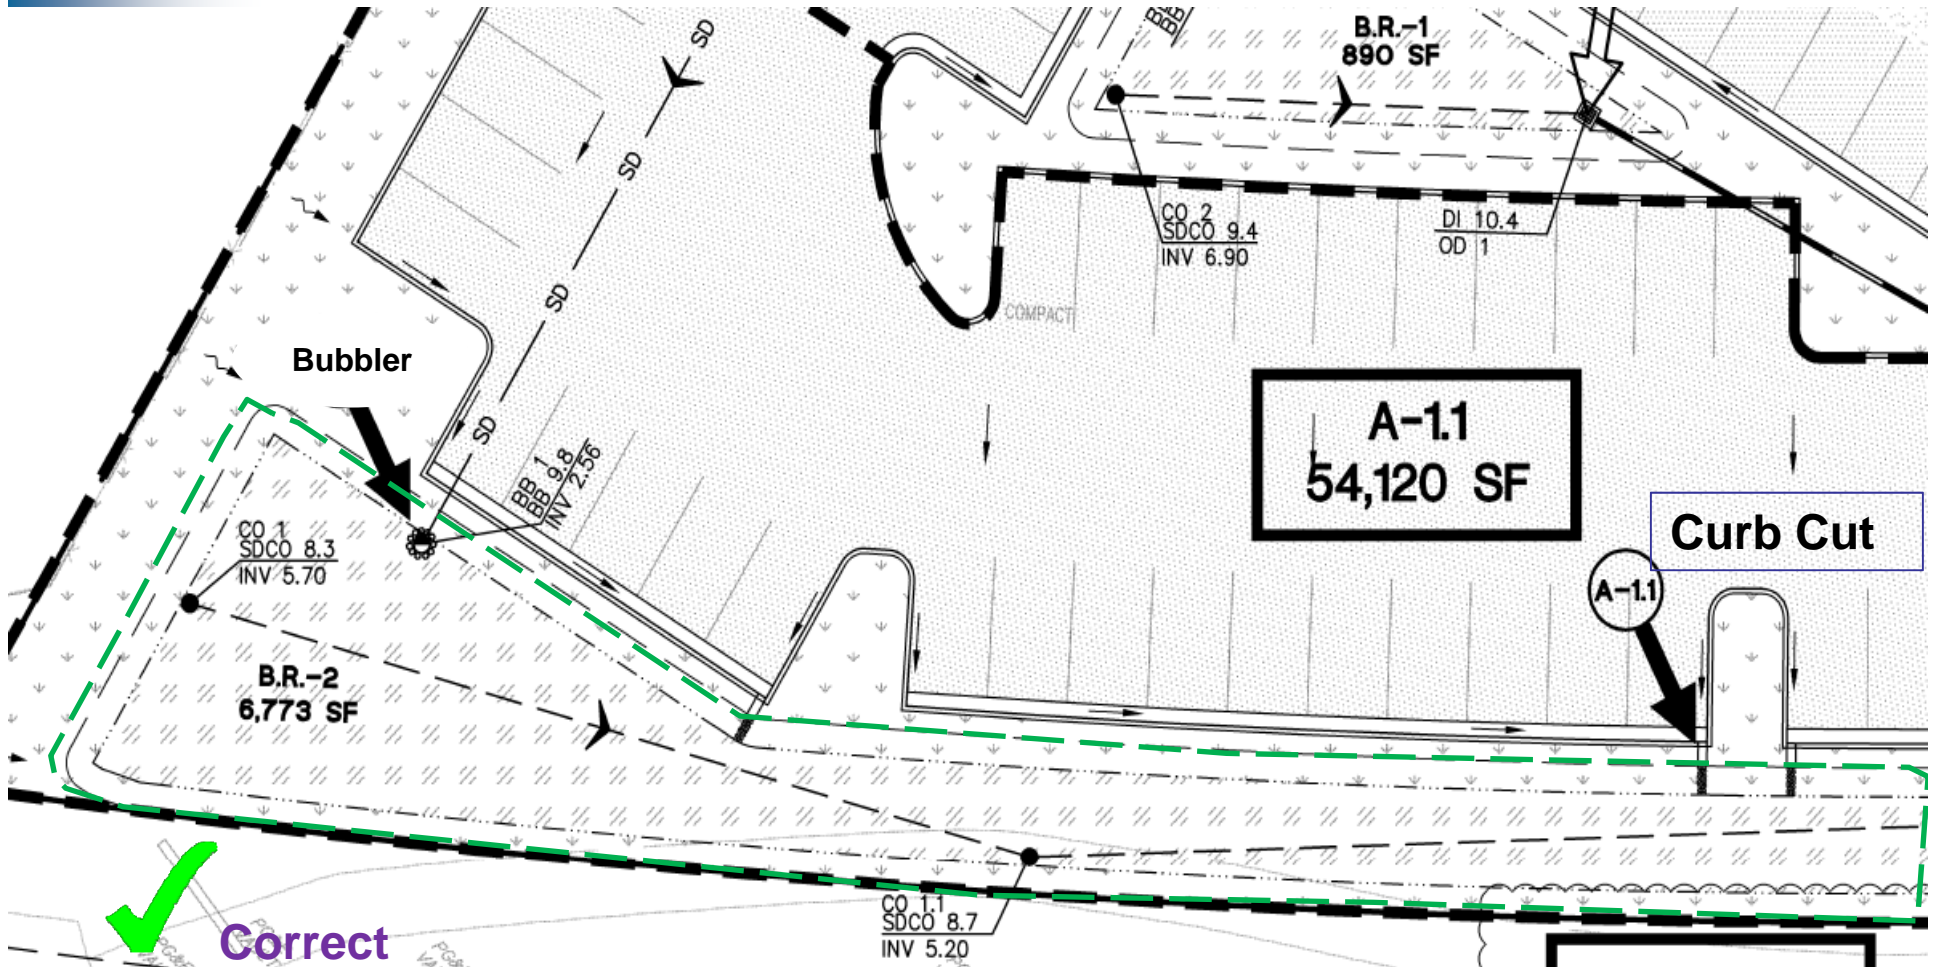 SD
B.R.-1
890 SF
SD
CO 2
SDCO 9.4
INV 6.90
DI 10.4
OD 1
SD
COMPACT
Bubbler
A-1.1
54,120 SF
SD
BB 1
BB 9.8
INV 2.56
Curb Cut
CO 1
SDCO 8.3
INV 5.70
A-1.1
B.R.-2
6,773 SF
CO 1.1
SDCO 8.7
INV 5.20
Correct